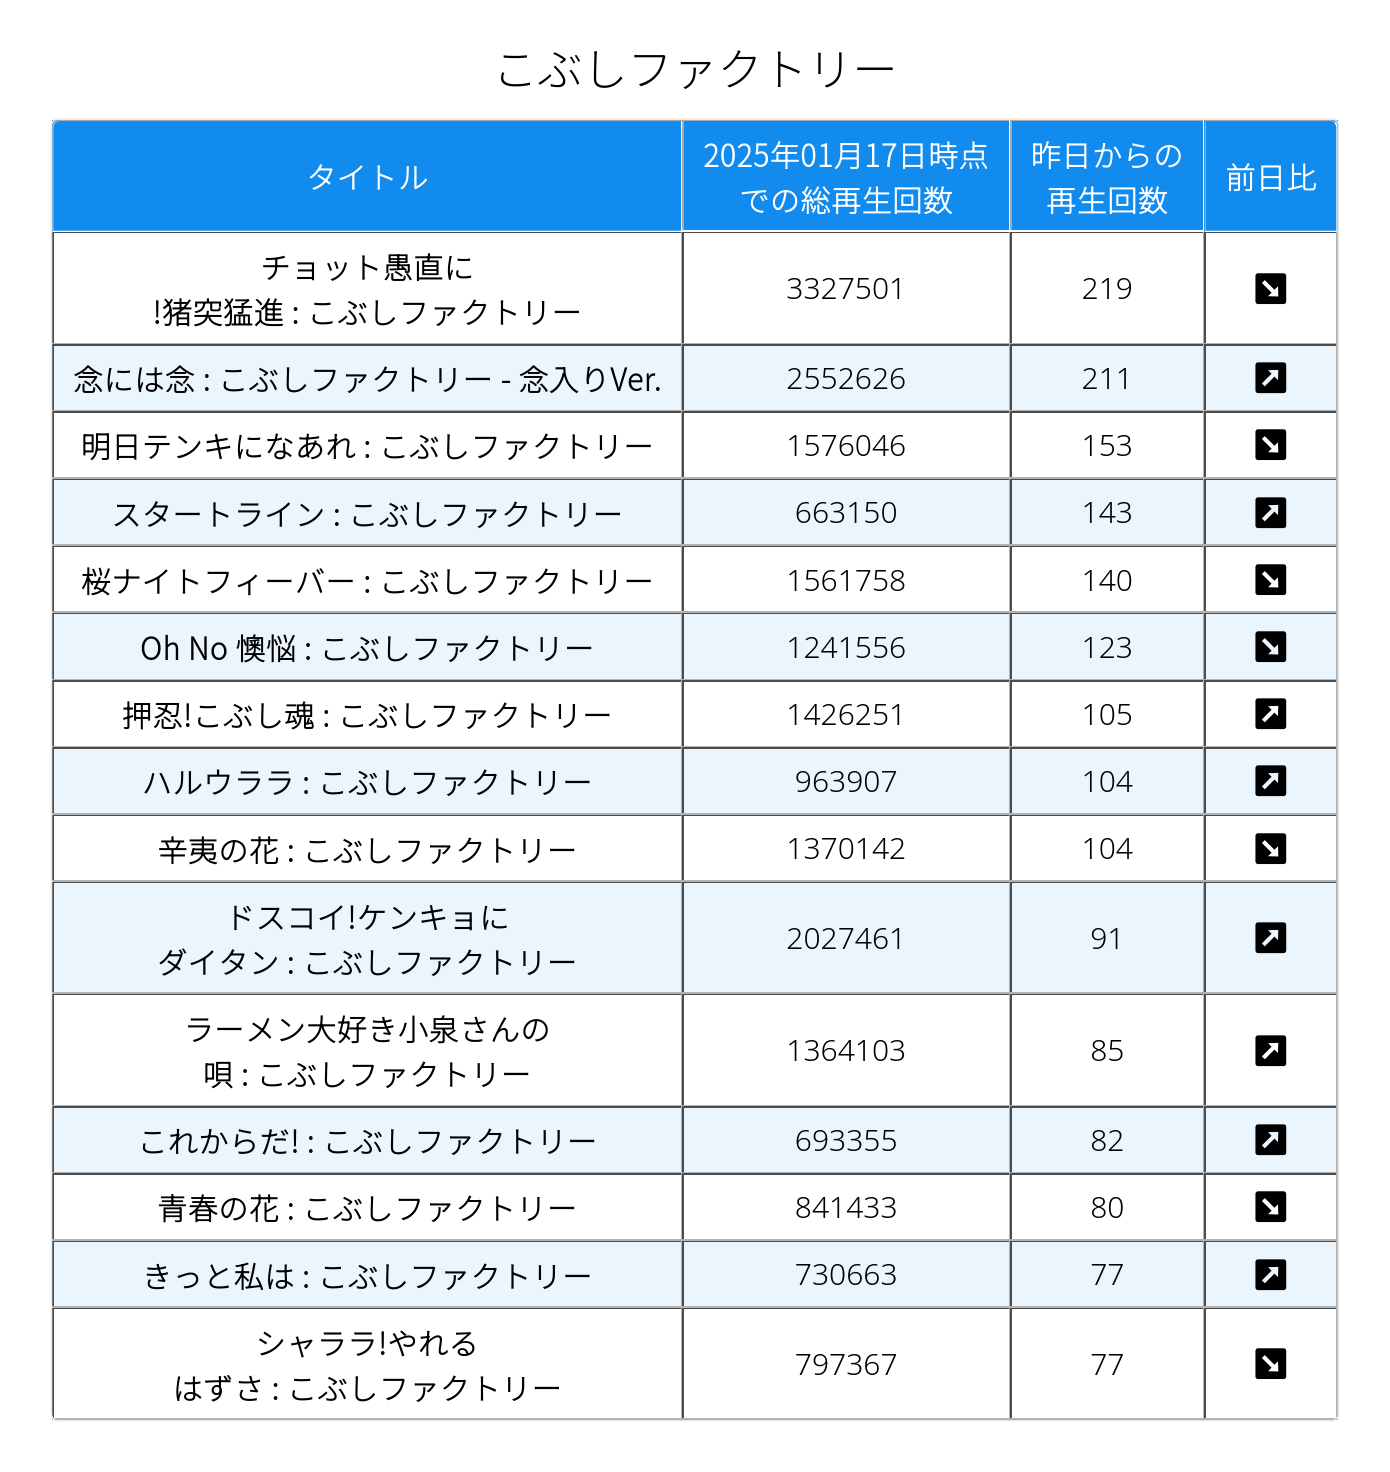 こぶしファクトリー
タイトル
2025年01月17日時点
での総再生回数
昨日からの
再生回数
前日比
チョット愚直に
!猪突猛進 : こぶしファクトリー
3327501
219
↘
念には念 : こぶしファクトリー - 念入りVer.
2552626
211
↗
明日テンキになあれ : こぶしファクトリー
1576046
153
↘
スタートライン : こぶしファクトリー
663150
143
↗
桜ナイトフィーバー : こぶしファクトリー
1561758
140
↘
Oh No 懊悩 : こぶしファクトリー
1241556
123
↘
押忍!こぶし魂 : こぶしファクトリー
1426251
105
↗
ハルウララ : こぶしファクトリー
963907
104
↗
辛夷の花 : こぶしファクトリー
1370142
104
↘
ドスコイ!ケンキョに
ダイタン : こぶしファクトリー
2027461
91
↗
ラーメン大好き小泉さんの
唄 : こぶしファクトリー
1364103
85
↗
これからだ! : こぶしファクトリー
693355
82
↗
青春の花 : こぶしファクトリー
841433
80
↘
きっと私は : こぶしファクトリー
730663
77
↗
シャララ!やれる
はずさ : こぶしファクトリー
797367
77
↘